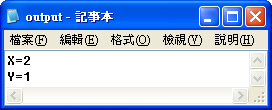 output - 記事本
檔案(F) 編輯(E) 格式(O) 檢視(V) 說明(H)
X=2
Y=1